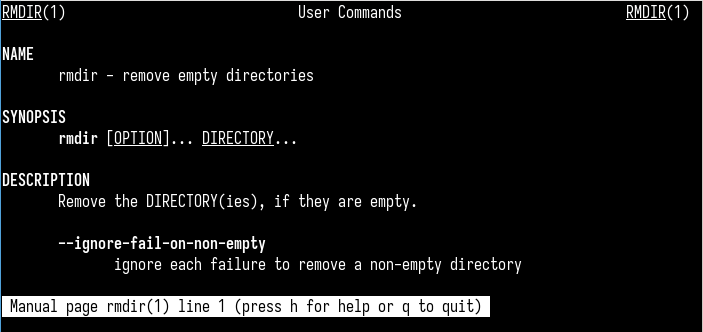 RMDIR(1) User Commands RMDIR(1)
NAME
rmdir - remove empty directories
SYNOPSIS
rmdir [OPTION]... DIRECTORY...
DESCRIPTION
Remove the DIRECTORY(ies), if they are empty.
--ignore-fail-on-non-empty
ignore each failure to remove a non-empty directory
Manual page rmdir(1) line 1 (press h for help or q to quit)